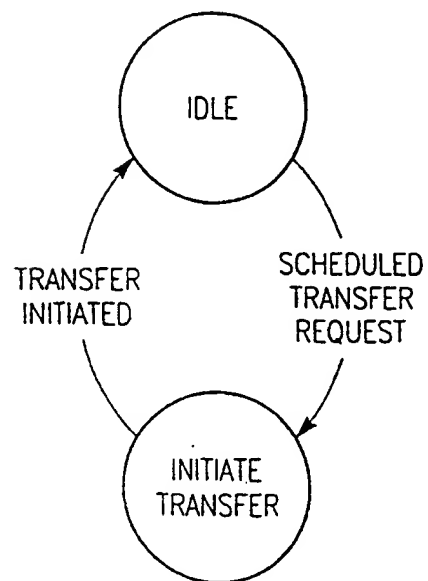 IDLE
SCHEDULED
TRANSFER
REQUEST
TRANSFER
INITIATED
INITIATE
TRANSFER